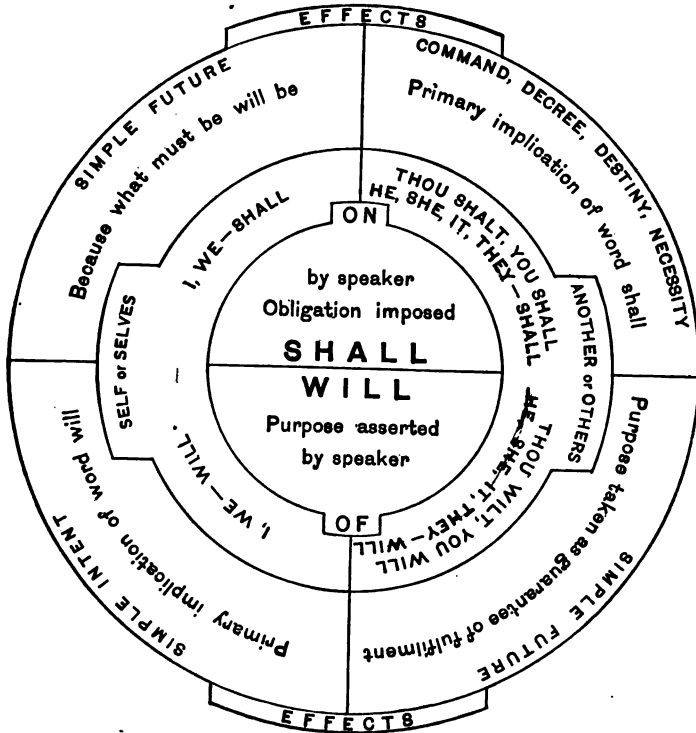 EFFECTS
SIMPLE FUTURE
Because what must be will be
COMMAND, DECREE, DESTINY, NECESSITY
Primary implication of word shall
I, WE—SHALL
THOU SHALT, YOU SHALL
HE, SHE, IT, THEY—SHALL
ON
by speaker
Obligation imposed
SHALL
WILL
Purpose asserted
by speaker
OF
SELF or SELVES
ANOTHER or OTHERS
I, WE—WILL.
HE, SHE, IT, THEY—WILL
THOU WILT, YOU WILL
Primary implication of word will
SIMPLE INTENT
Purpose taken as guarantee of fulfilment
SIMPLE FUTURE
EFFECTS